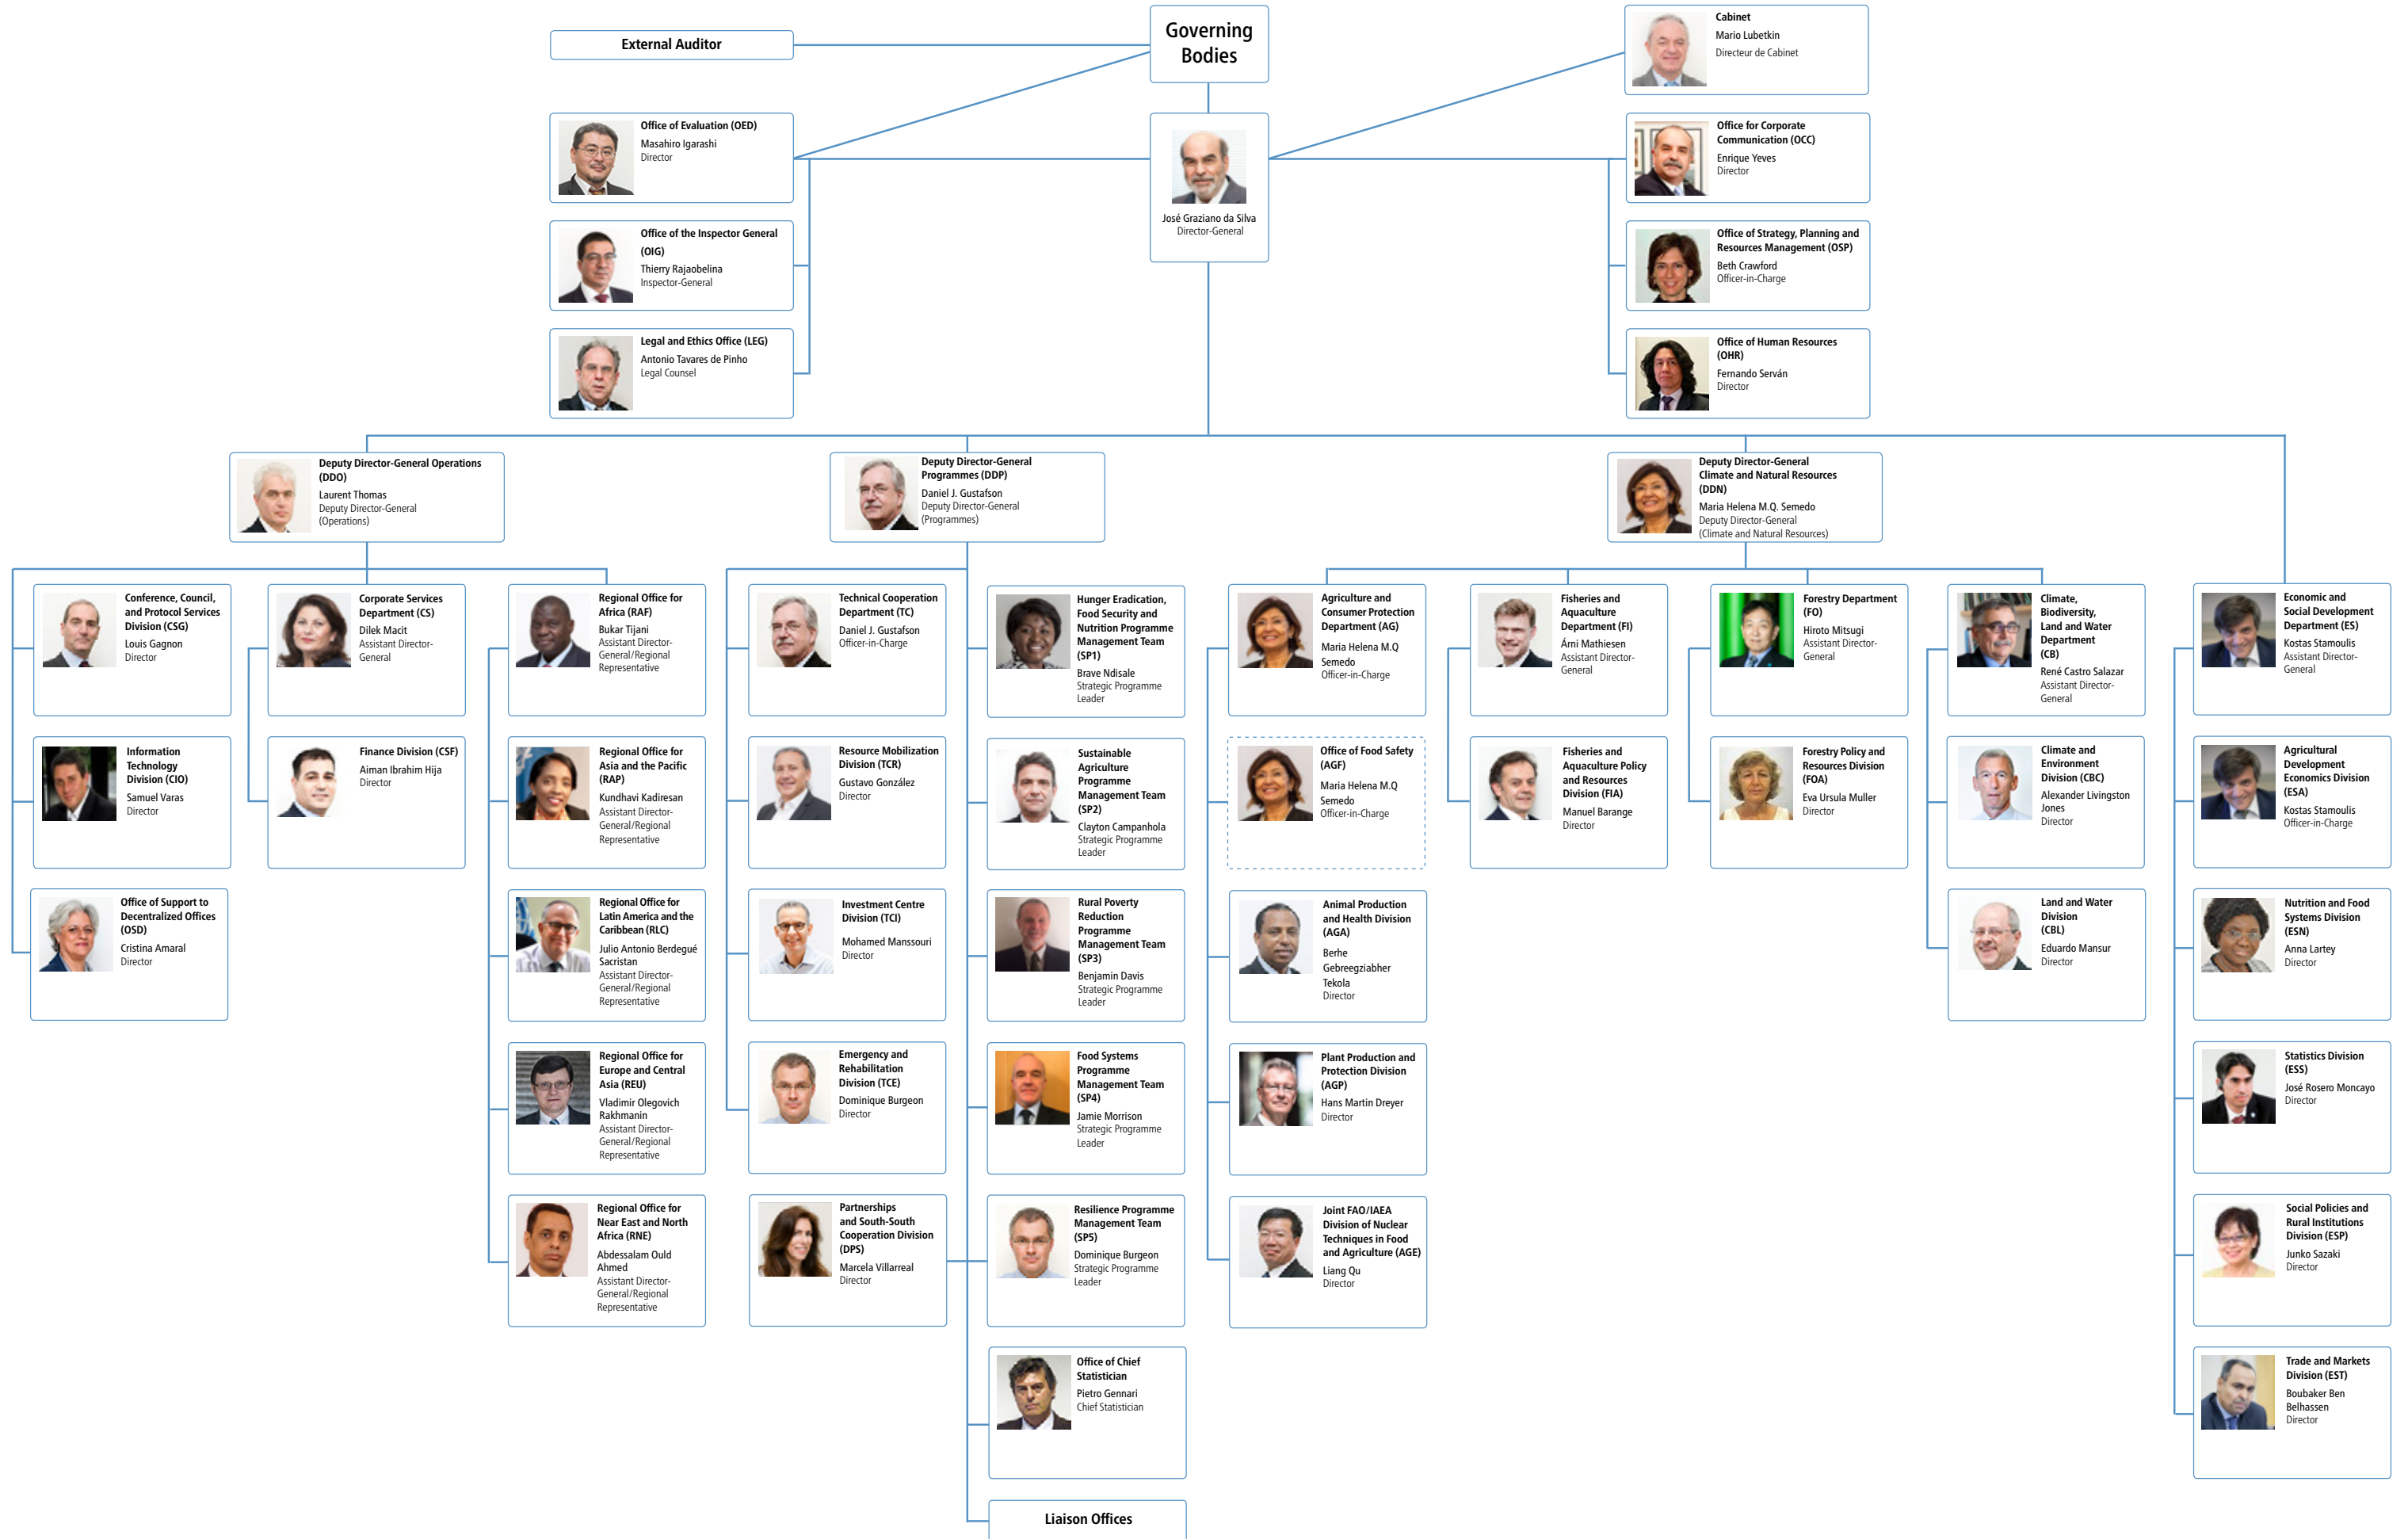 External Auditor
Governing
Bodies
Cabinet
Mario Lubetkin
Directeur de Cabinet
Office of Evaluation (OED)
Masahiro Igarashi
Director
José Graziano da Silva
Director-General
Office for Corporate
Communication (OCC)
Enrique Yeves
Director
Office of the Inspector General
(OIG)
Thierry Rajaobelina
Inspector-General
Office of Strategy, Planning and
Resources Management (OSP)
Beth Crawford
Officer-in-Charge
Legal and Ethics Office (LEG)
Antonio Tavares de Pinho
Legal Counsel
Office of Human Resources
(OHR)
Fernando Serván
Director
Deputy Director-General Operations
(DDO)
Laurent Thomas
Deputy Director-General
(Operations)
Deputy Director-General
Programmes (DDP)
Daniel J. Gustafson
Deputy Director-General
(Programmes)
Deputy Director-General
Climate and Natural Resources
(DDN)
Maria Helena M.Q. Semedo
Deputy Director-General
(Climate and Natural Resources)
Conference, Council,
and Protocol Services
Division (CSG)
Louis Gagnon
Director
Corporate Services
Department (CS)
Dilek Macit
Assistant Director-
General
Regional Office for
Africa (RAF)
Bukar Tijani
Assistant Director-
General/Regional
Representative
Technical Cooperation
Department (TC)
Daniel J. Gustafson
Officer-in-Charge
Hunger Eradication,
Food Security and
Nutrition Programme
Management Team
(SP1)
Brave Ndisale
Strategic Programme
Leader
Agriculture and
Consumer Protection
Department (AG)
Maria Helena M.Q
Semedo
Officer-in-Charge
Fisheries and
Aquaculture
Department (FI)
Árni Mathiesen
Assistant Director-
General
Forestry Department
(FO)
Hiroto Mitsugi
Assistant Director-
General
Climate,
Biodiversity,
Land and Water
Department
(CB)
René Castro Salazar
Assistant Director-
General
Economic and
Social Development
Department (ES)
Kostas Stamoulis
Assistant Director-
General
Information
Technology
Division (CIO)
Samuel Varas
Director
Finance Division (CSF)
Aiman Ibrahim Hija
Director
Regional Office for
Asia and the Pacific
(RAP)
Kundhavi Kadiresan
Assistant Director-
General/Regional
Representative
Resource Mobilization
Division (TCR)
Gustavo González
Director
Sustainable
Agriculture
Programme
Management Team
(SP2)
Clayton Campanhola
Strategic Programme
Leader
Office of Food Safety
(AGF)
Maria Helena M.Q
Semedo
Officer-in-Charge
Fisheries and
Aquaculture Policy
and Resources
Division (FIA)
Manuel Barange
Director
Forestry Policy and
Resources Division
(FOA)
Eva Ursula Muller
Director
Climate and
Environment
Division (CBC)
Alexander Livingston
Jones
Director
Agricultural
Development
Economics Division
(ESA)
Kostas Stamoulis
Officer-in-Charge
Office of Support to
Decentralized Offices
(OSD)
Cristina Amaral
Director
Regional Office for
Latin America and the
Caribbean (RLC)
Julio Antonio Berdegué
Sacristan
Assistant Director-
General/Regional
Representative
Investment Centre
Division (TCI)
Mohamed Manssouri
Director
Rural Poverty
Reduction
Programme
Management Team
(SP3)
Benjamin Davis
Strategic Programme
Leader
Animal Production
and Health Division
(AGA)
Berhe
Gebreegziabher
Tekola
Director
Land and Water
Division
(CBL)
Eduardo Mansur
Director
Nutrition and Food
Systems Division
(ESN)
Anna Lartey
Director
Regional Office for
Europe and Central
Asia (REU)
Vladimir Olegovich
Rakhmanin
Assistant Director-
General/Regional
Representative
Emergency and
Rehabilitation
Division (TCE)
Dominique Burgeon
Director
Food Systems
Programme
Management Team
(SP4)
Jamie Morrison
Strategic Programme
Leader
Plant Production and
Protection Division
(AGP)
Hans Martin Dreyer
Director
Statistics Division
(ESS)
José Rosero Moncayo
Director
Regional Office for
Near East and North
Africa (RNE)
Abdessalam Ould
Ahmed
Assistant Director-
General/Regional
Representative
Partnerships
and South-South
Cooperation Division
(DPS)
Marcela Villarreal
Director
Resilience Programme
Management Team
(SP5)
Dominique Burgeon
Strategic Programme
Leader
Joint FAO/IAEA
Division of Nuclear
Techniques in Food
and Agriculture (AGE)
Liang Qu
Director
Social Policies and
Rural Institutions
Division (ESP)
Junko Sazaki
Director
Office of Chief
Statistician
Pietro Gennari
Chief Statistician
Trade and Markets
Division (EST)
Boubaker Ben
Belhassen
Director
Liaison Offices